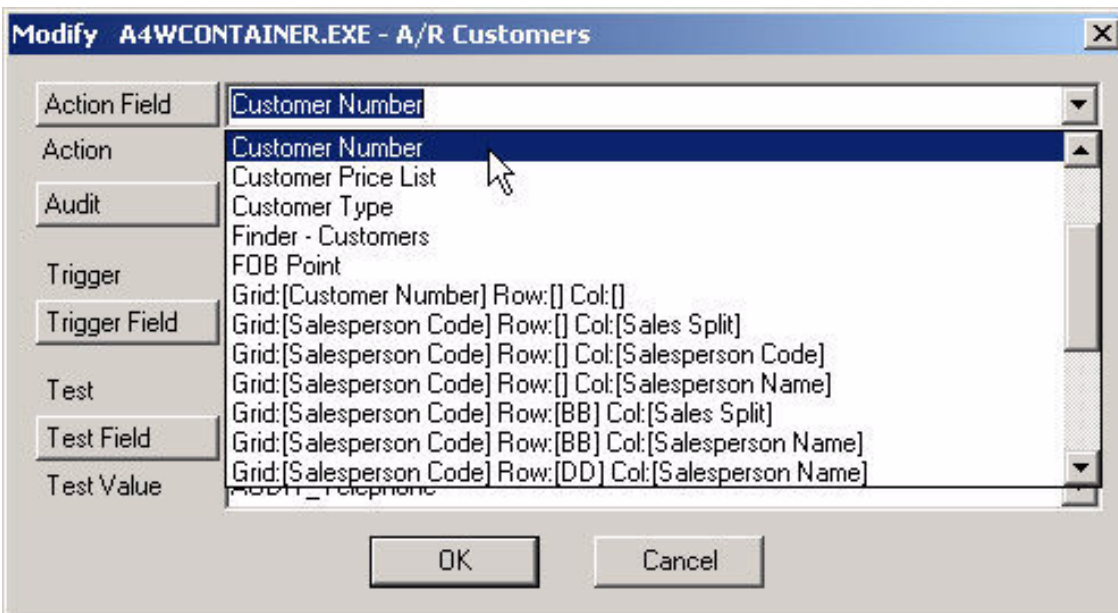 Modify A4WCONTAINER.EXE - A/R Customers
Action Field
Customer Number
Action
Customer Number
Customer Price List
Audit
Customer Type
Finder - Customers
FOB Point
Trigger
Grid:[Customer Number] Row:[] Col:[]
Trigger Field
Grid:[Salesperson Code] Row:[] Col:[Sales Split]
Grid:[Salesperson Code] Row:[] Col:[Salesperson Code]
Test
Grid:[Salesperson Code] Row:[] Col:[Salesperson Name]
Grid:[Salesperson Code] Row:[BB] Col:[Sales Split]
Test Field
Grid:[Salesperson Code] Row:[BB] Col:[Salesperson Name]
Grid:[Salesperson Code] Row:[DD] Col:[Salesperson Name]
Test Value
AUDIT_Telephone
OK
Cancel